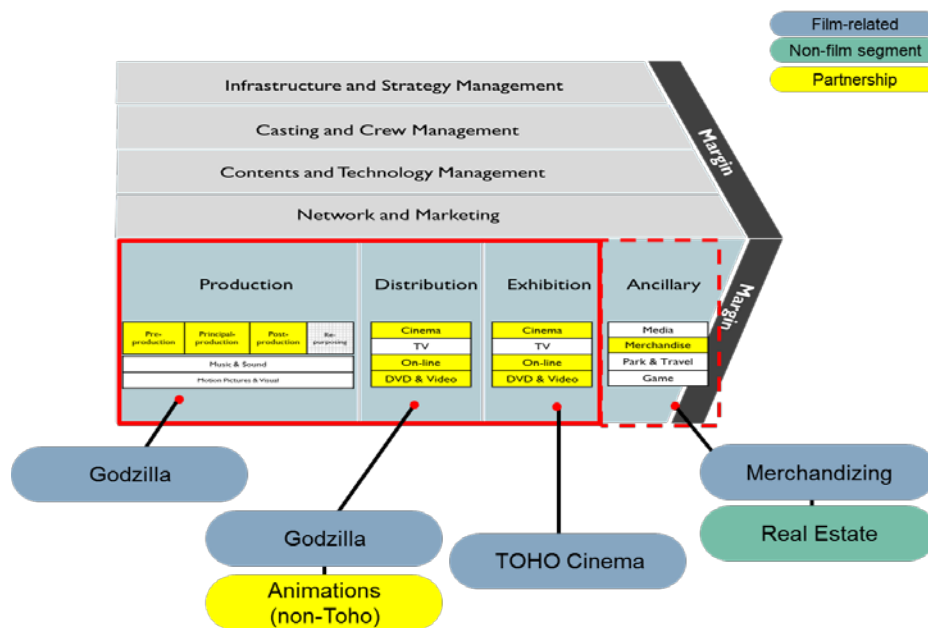 Film-related
Non-film segment
Partnership
Infrastructure and Strategy Management
Casting and Crew Management
Contents and Technology Management
Network and Marketing
Margin
Margin
Production
Distribution
Exhibition
Ancillary
Pre-
production
Principal-
production
Post-
production
Re-
purposing
Music & Sound
Motion Pictures & Visual
Cinema
TV
On-line
DVD & Video
Cinema
TV
On-line
DVD & Video
Media
Merchandise
Park & Travel
Game
Godzilla
Godzilla
Animations
(non-Toho)
TOHO Cinema
Merchandizing
Real Estate